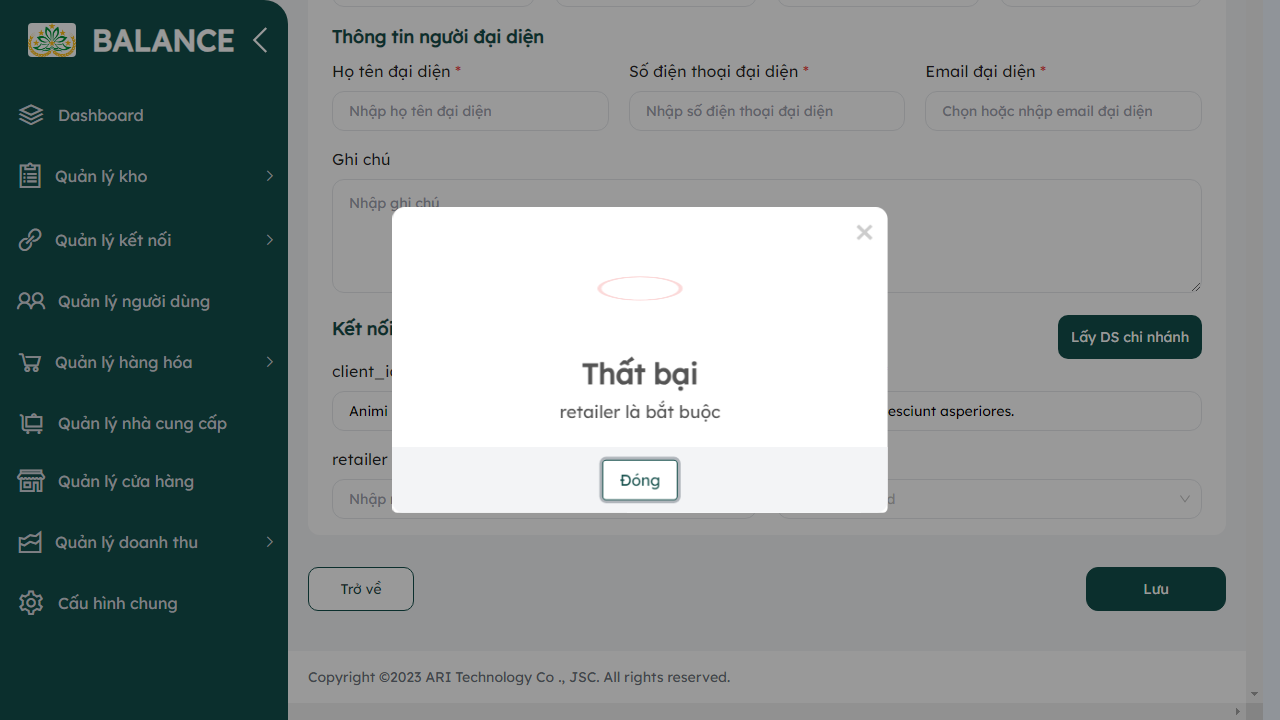 BALANCE
Dashboard
Quản lý kho
Quản lý kết nối
Quản lý người dùng
Quản lý hàng hóa
Quản lý nhà cung cấp
Quản lý cửa hàng
Quản lý doanh thu
Cấu hình chung
Thông tin người đại diện
Họ tên đại diện *
Số điện thoại đại diện *
Email đại diện *
Nhập họ tên đại diện
Nhập số điện thoại đại diện
Chọn hoặc nhập email đại diện
Ghi chú
Nhập ghi chú
Kết nối
Lấy DS chi nhánh
Animi
esciunt asperiores.
retailer
Nhập
Thất bại
retailer là bắt buộc
Đóng
Trở về
Lưu
Copyright ©2023 ARI Technology Co ., JSC. All rights reserved.